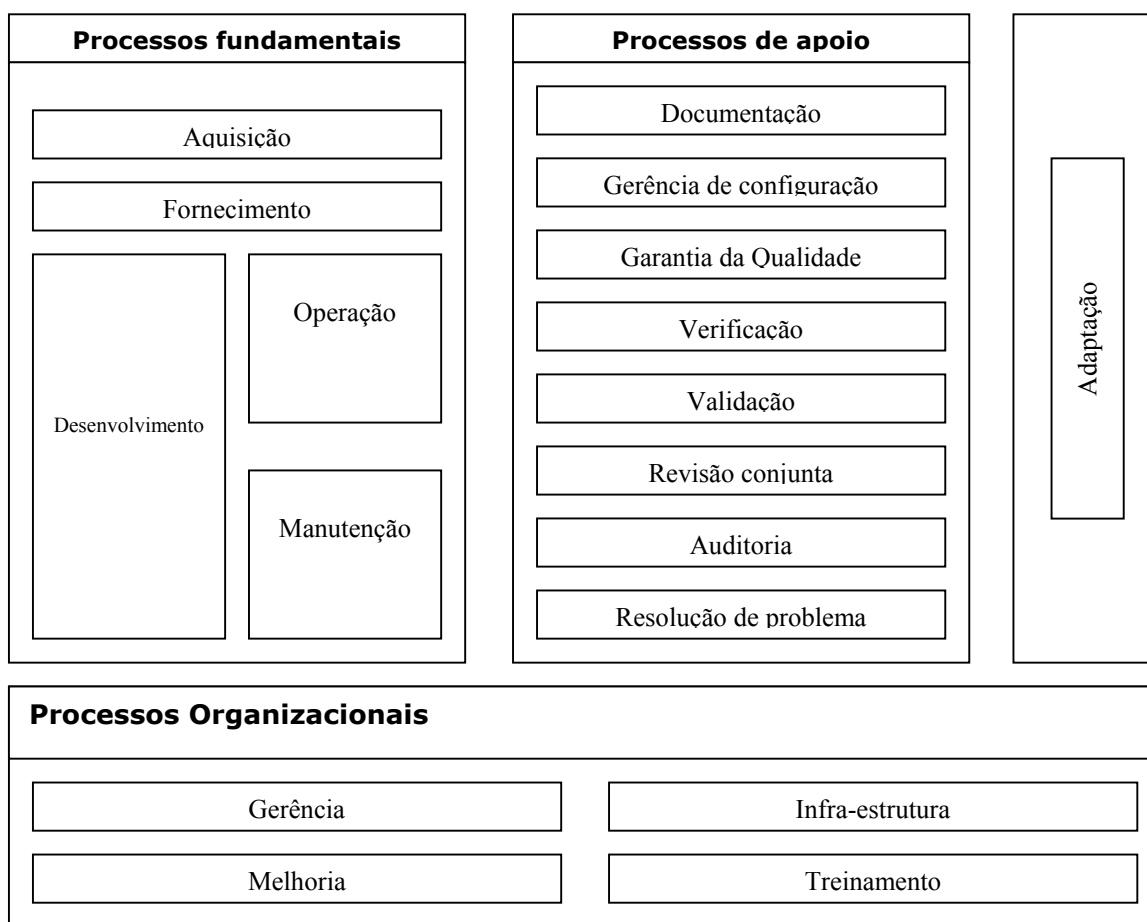 Processos fundamentais
Aquisição
Fornecimento
Desenvolvimento
Operação
Manutenção
Processos de apoio
Documentação
Gerência de configuração
Garantia da Qualidade
Verificação
Validação
Revisão conjunta
Auditoria
Resolução de problema
Adaptação
Processos Organizacionais
Gerência
Infra-estrutura
Melhoria
Treinamento